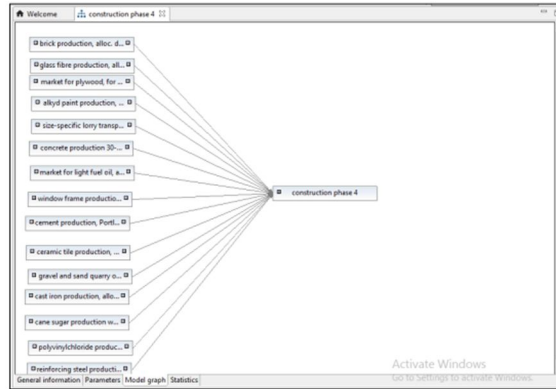 Welcome construction phase 4
brick production, alloc. d...
glass fibre production, all...
market for plywood, for ...
alkyd paint production, ...
size-specific lorry transp...
concrete production 30-...
market for light fuel oil, a...
construction phase 4
window frame productio...
cement production, Portl...
ceramic tile production, ...
gravel and sand quarry o...
cast iron production, allo...
cane sugar production w...
polyvinylchloride produc...
reinforcing steel producti...
Activate Windows
Go to Settings to activate Windows.
General information Parameters Model graph Statistics